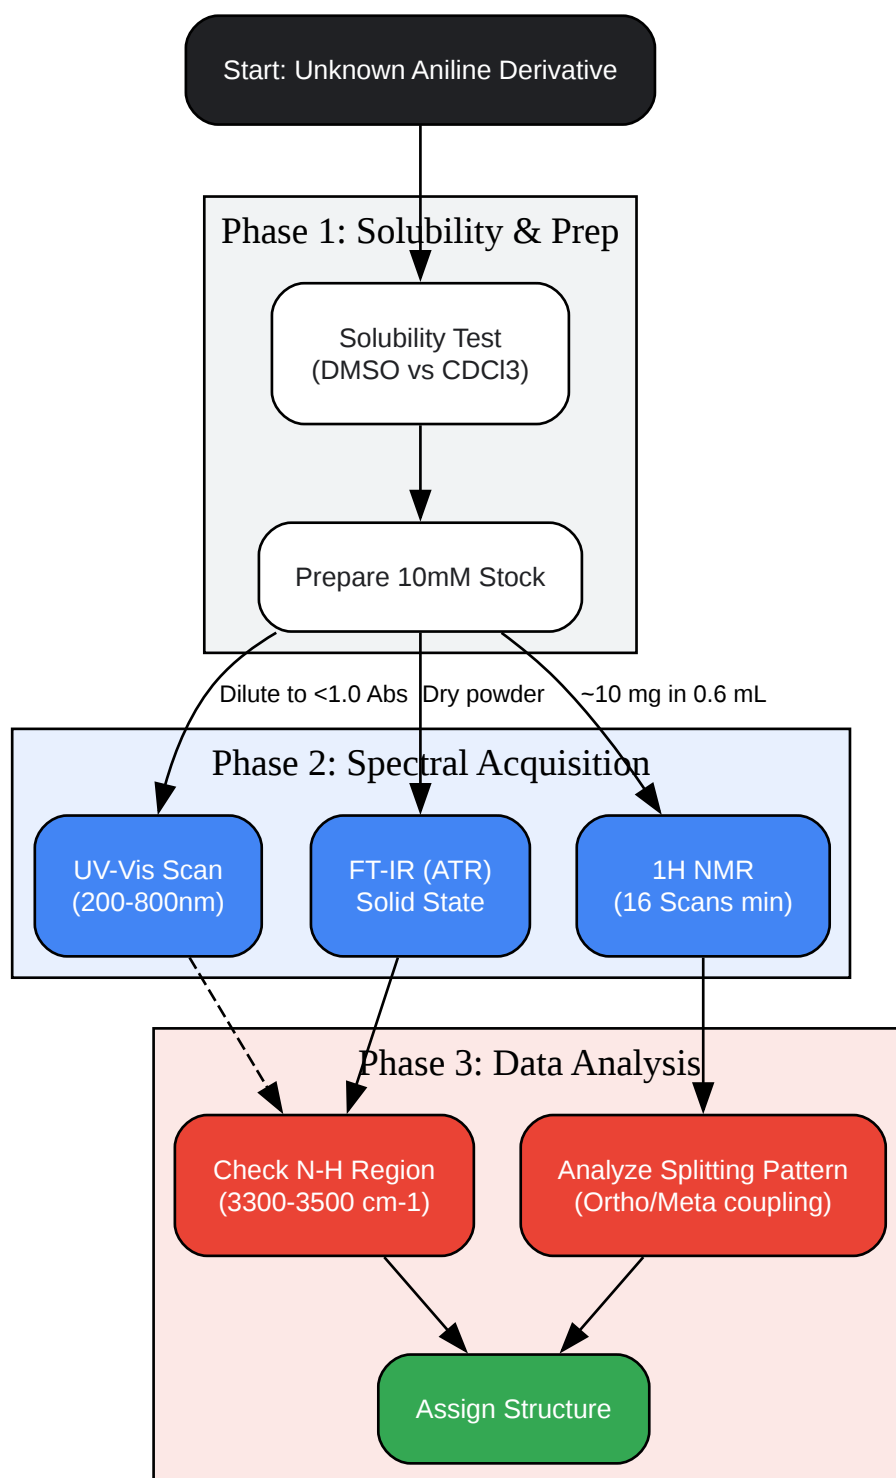 Start: Unknown Aniline Derivative
Phase 1: Solubility & Prep
Solubility Test
(DMSO vs CDCl3)
Prepare 10mM Stock
Dilute to <1.0 Abs
Dry powder
~10 mg in 0.6 mL
Phase 2: Spectral Acquisition
UV-Vis Scan
(200-800nm)
FT-IR (ATR)
Solid State
1H NMR
(16 Scans min)
Phase 3: Data Analysis
Check N-H Region
(3300-3500 cm-1)
Analyze Splitting Pattern
(Ortho/Meta coupling)
Assign Structure